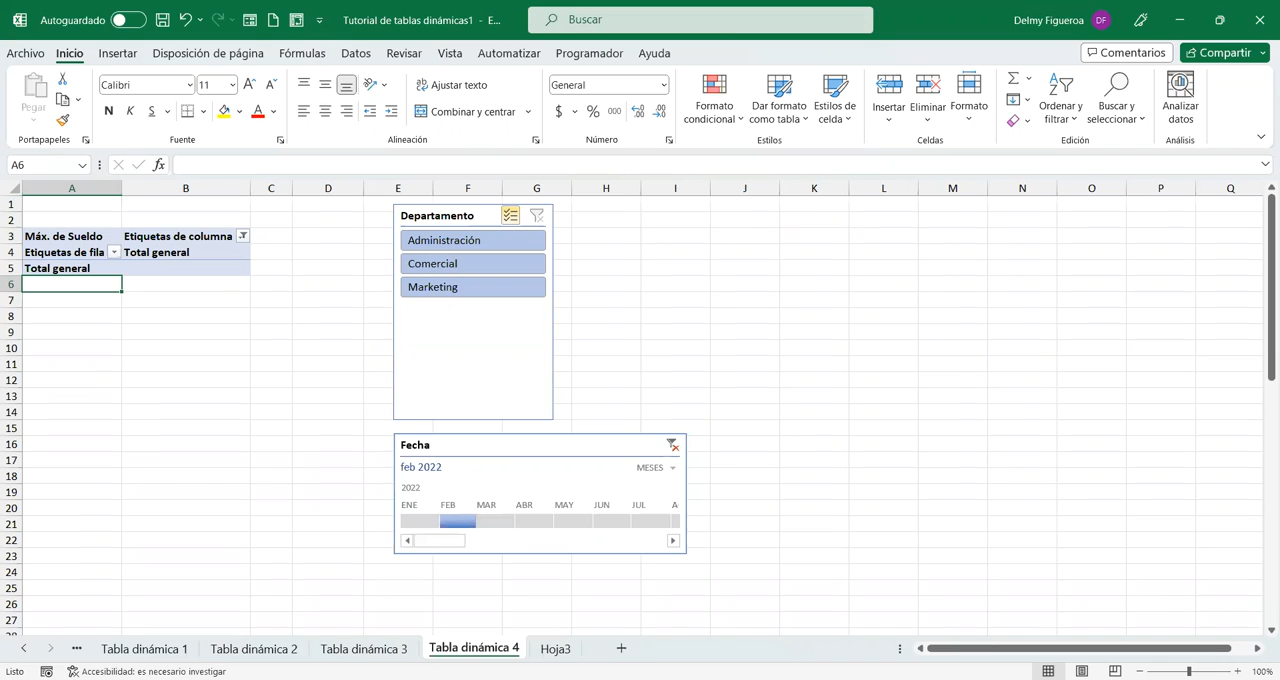 Autoguardado
Tutorial de tablas dinámicas1 - E...
Buscar
Delmy Figueroa
DF
Archivo Inicio Insertar Disposición de página Fórmulas Datos Revisar Vista Automatizar Programador Ayuda
Comentarios
Compartir
Pegar
Portapapeles
Calibri 11
N K S
Fuente
Ajustar texto
Combinar y centrar
Alineación
General
$ % 000
Número
Formato condicional
Dar formato como tabla
Estilos de celda
Estilos
Insertar Eliminar Formato
Celdas
Ordenar y filtrar
Buscar y seleccionar
Edición
Analizar datos
Análisis
A6
fx
A B C D E F G H I J K L M N O P Q
1
2
3 Máx. de Sueldo Etiquetas de columna
4 Etiquetas de fila Total general
5 Total general
6
7
8
9
10
11
12
13
14
15
16
17
18
19
20
21
22
23
24
25
26
27
Departamento
Administración
Comercial
Marketing
Fecha
feb 2022
MESES
2022
ENE FEB MAR ABR MAY JUN JUL A
Tabla dinámica 1 Tabla dinámica 2 Tabla dinámica 3 Tabla dinámica 4 Hoja3
Listo
Accesibilidad: es necesario investigar
100%